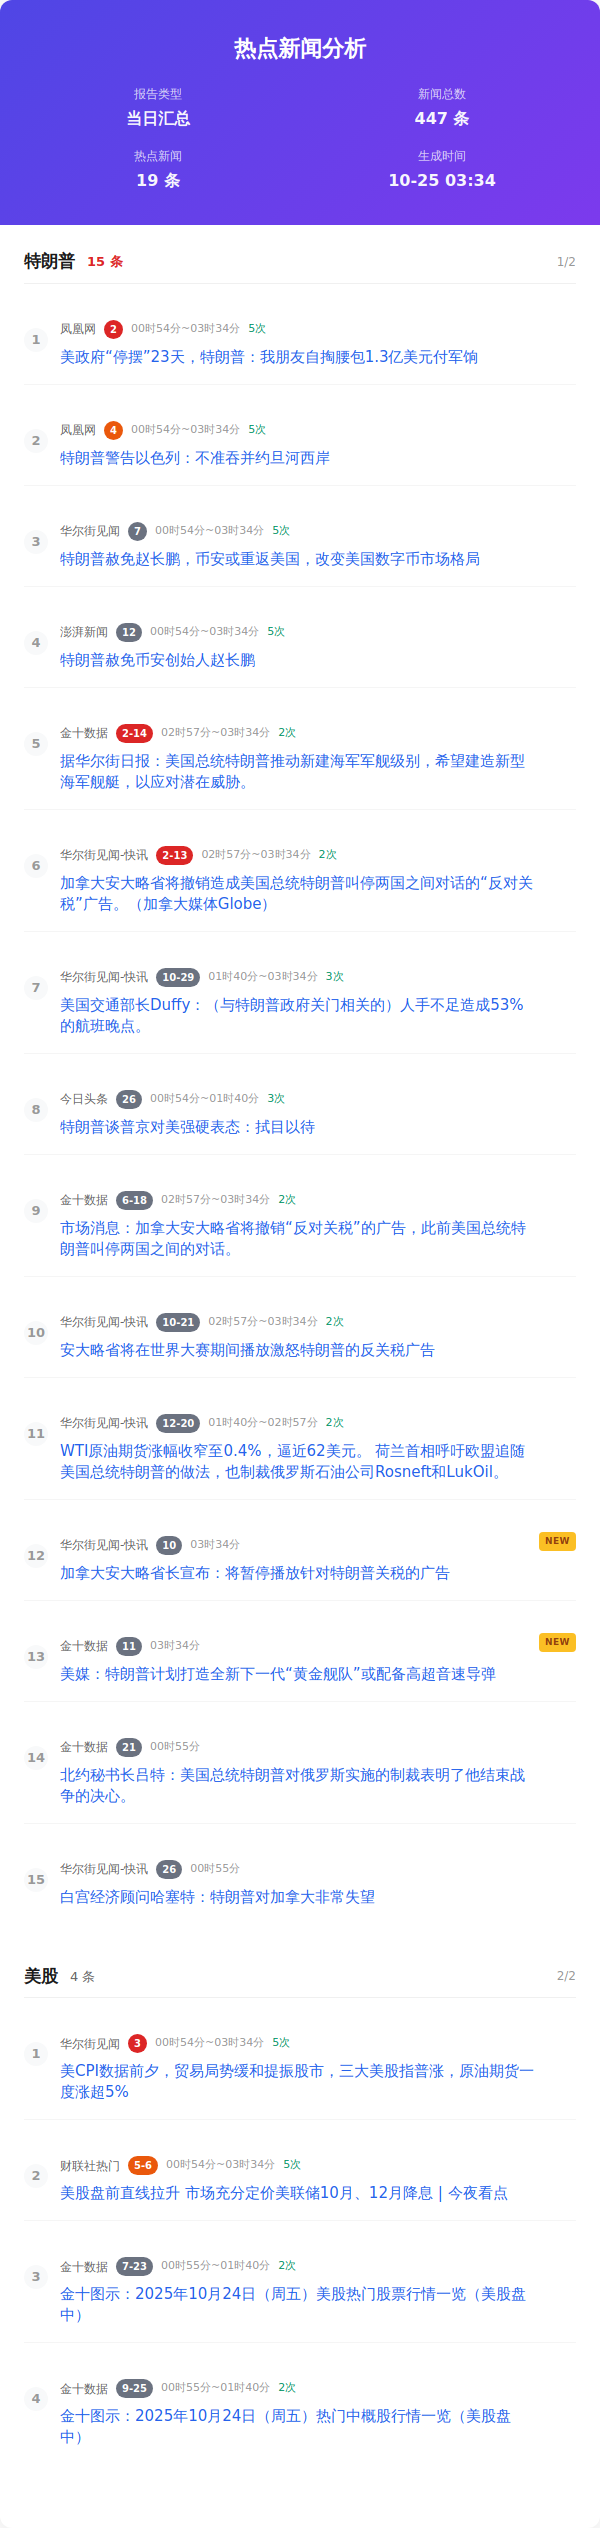 热点新闻分析
报告类型
新闻总数
当日汇总
447 条
热点新闻
生成时间
19 条
10-25 03:34
特朗普 15 条 1/2
1 凤凰网 2 00时54分~03时34分 5次
美政府“停摆”23天，特朗普：我朋友自掏腰包1.3亿美元付军饷
2 凤凰网 4 00时54分~03时34分 5次
特朗普警告以色列：不准吞并约旦河西岸
3 华尔街见闻 7 00时54分~03时34分 5次
特朗普赦免赵长鹏，币安或重返美国，改变美国数字币市场格局
4 澎湃新闻 12 00时54分~03时34分 5次
特朗普赦免币安创始人赵长鹏
5 金十数据 2-14 02时57分~03时34分 2次
据华尔街日报：美国总统特朗普推动新建海军军舰级别，希望建造新型
海军舰艇，以应对潜在威胁。
6 华尔街见闻-快讯 2-13 02时57分~03时34分 2次
加拿大安大略省将撤销造成美国总统特朗普叫停两国之间对话的“反对关
税”广告。（加拿大媒体Globe）
7 华尔街见闻-快讯 10-29 01时40分~03时34分 3次
美国交通部长Duffy：（与特朗普政府关门相关的）人手不足造成53%
的航班晚点。
8 今日头条 26 00时54分~01时40分 3次
特朗普谈普京对美强硬表态：拭目以待
9 金十数据 6-18 02时57分~03时34分 2次
市场消息：加拿大安大略省将撤销“反对关税”的广告，此前美国总统特
朗普叫停两国之间的对话。
10 华尔街见闻-快讯 10-21 02时57分~03时34分 2次
安大略省将在世界大赛期间播放激怒特朗普的反关税广告
11 华尔街见闻-快讯 12-20 01时40分~02时57分 2次
WTI原油期货涨幅收窄至0.4%，逼近62美元。 荷兰首相呼吁欧盟追随
美国总统特朗普的做法，也制裁俄罗斯石油公司Rosneft和LukOil。
12 华尔街见闻-快讯 10 03时34分 NEW
加拿大安大略省长宣布：将暂停播放针对特朗普关税的广告
13 金十数据 11 03时34分 NEW
美媒：特朗普计划打造全新下一代“黄金舰队”或配备高超音速导弹
14 金十数据 21 00时55分
北约秘书长吕特：美国总统特朗普对俄罗斯实施的制裁表明了他结束战
争的决心。
15 华尔街见闻-快讯 26 00时55分
白宫经济顾问哈塞特：特朗普对加拿大非常失望
美股 4 条 2/2
1 华尔街见闻 3 00时54分~03时34分 5次
美CPI数据前夕，贸易局势缓和提振股市，三大美股指普涨，原油期货一
度涨超5%
2 财联社热门 5-6 00时54分~03时34分 5次
美股盘前直线拉升 市场充分定价美联储10月、12月降息 | 今夜看点
3 金十数据 7-23 00时55分~01时40分 2次
金十图示：2025年10月24日（周五）美股热门股票行情一览（美股盘
中）
4 金十数据 9-25 00时55分~01时40分 2次
金十图示：2025年10月24日（周五）热门中概股行情一览（美股盘
中）